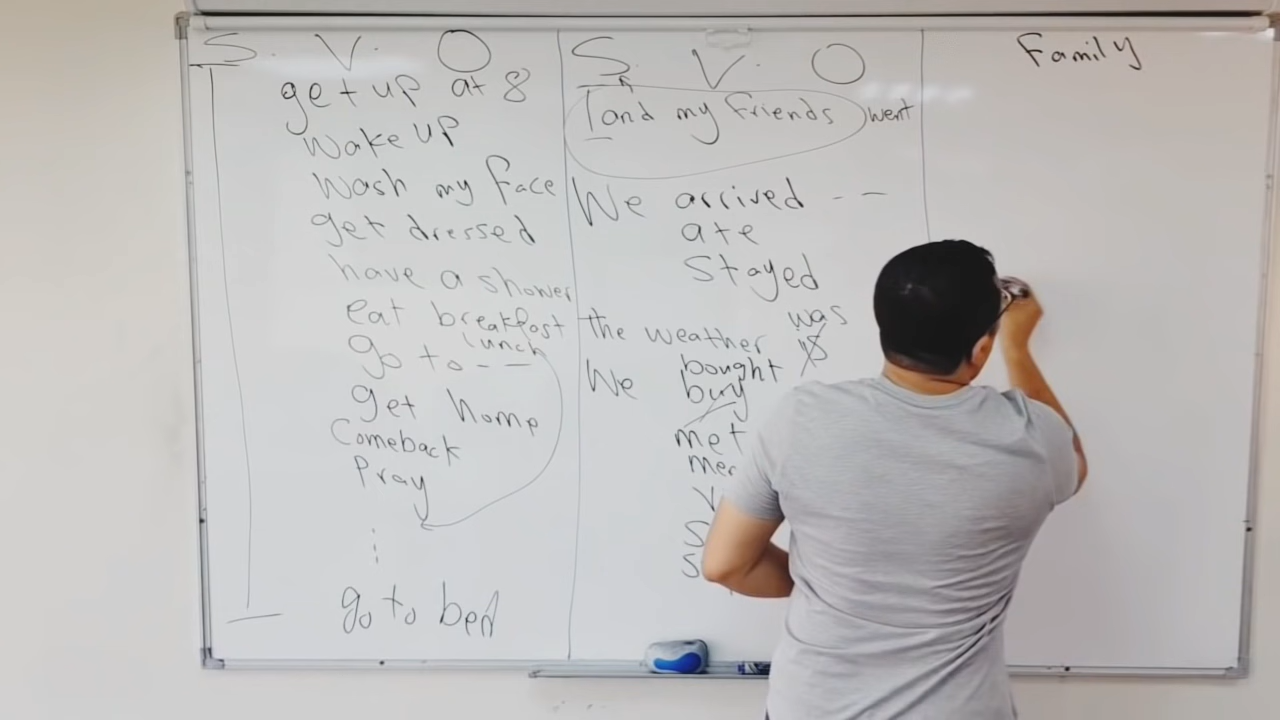 S. V. O
get up at 8
Wake up
Wash my face
get dressed
have a shower
eat breakfast
lunch
go to - -
get home
Comeback
Pray
go to bed
S. V. O
I and my friends went
We arrived - -
ate
Stayed
was
the weather is
bought
We buy
met
Family